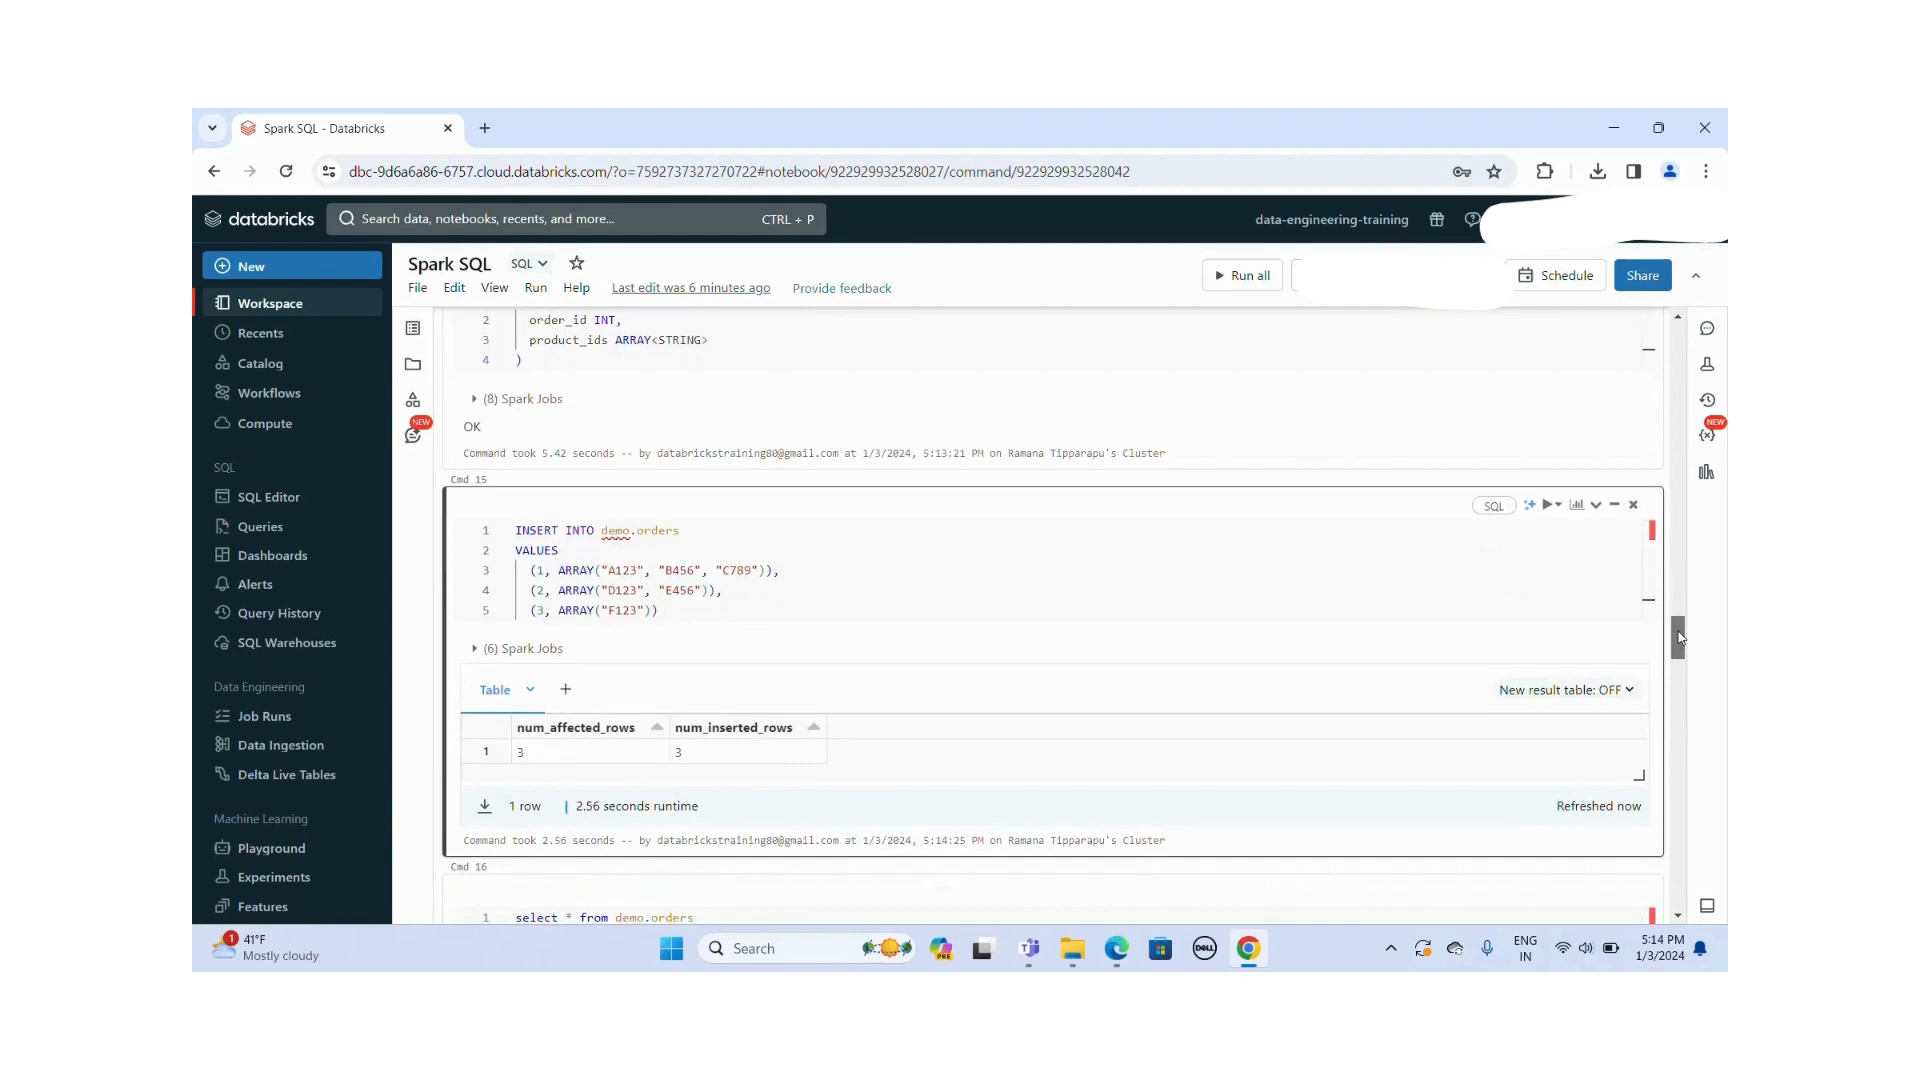 Spark SQL - Databricks
dbc-9d6a6a86-6757.cloud.databricks.com/?o=7592737327270722#notebook/922929932528027/command/922929932528042
databricks
Search data, notebooks, recents, and more...
CTRL + P
data-engineering-training
New
Workspace
Recents
Catalog
Workflows
Compute
SQL
SQL Editor
Queries
Dashboards
Alerts
Query History
SQL Warehouses
Data Engineering
Job Runs
Data Ingestion
Delta Live Tables
Machine Learning
Playground
Experiments
Features
Spark SQL
SQL
File Edit View Run Help Last edit was 6 minutes ago Provide feedback
Run all
Schedule
Share
NEW
NEW
2 order_id INT,
3 product_ids ARRAY<STRING>
4 )
(8) Spark Jobs
OK
Command took 5.42 seconds -- by databrickstraining80@gmail.com at 1/3/2024, 5:13:21 PM on Ramana Tipparapu's Cluster
Cmd 15
SQL
1 INSERT INTO demo.orders
2 VALUES
3 (1, ARRAY("A123", "B456", "C789")),
4 (2, ARRAY("D123", "E456")),
5 (3, ARRAY("F123"))
(6) Spark Jobs
Table +
New result table: OFF
num_affected_rows num_inserted_rows
1 3 3
1 row | 2.56 seconds runtime
Refreshed now
Command took 2.56 seconds -- by databrickstraining80@gmail.com at 1/3/2024, 5:14:25 PM on Ramana Tipparapu's Cluster
Cmd 16
1 select * from demo.orders
1
41°F
Mostly cloudy
Search
PRE
DELL
ENG
IN
5:14 PM
1/3/2024